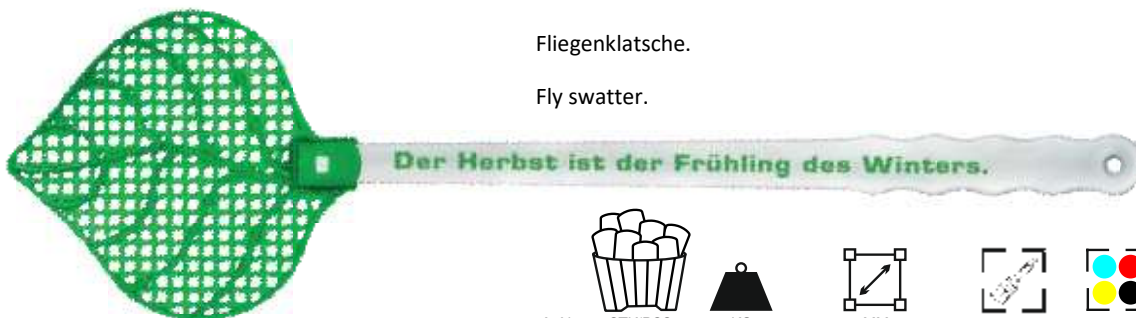 Fliegenklatsche.
Fly swatter.
Der Herbst ist der Frühling des Winters.